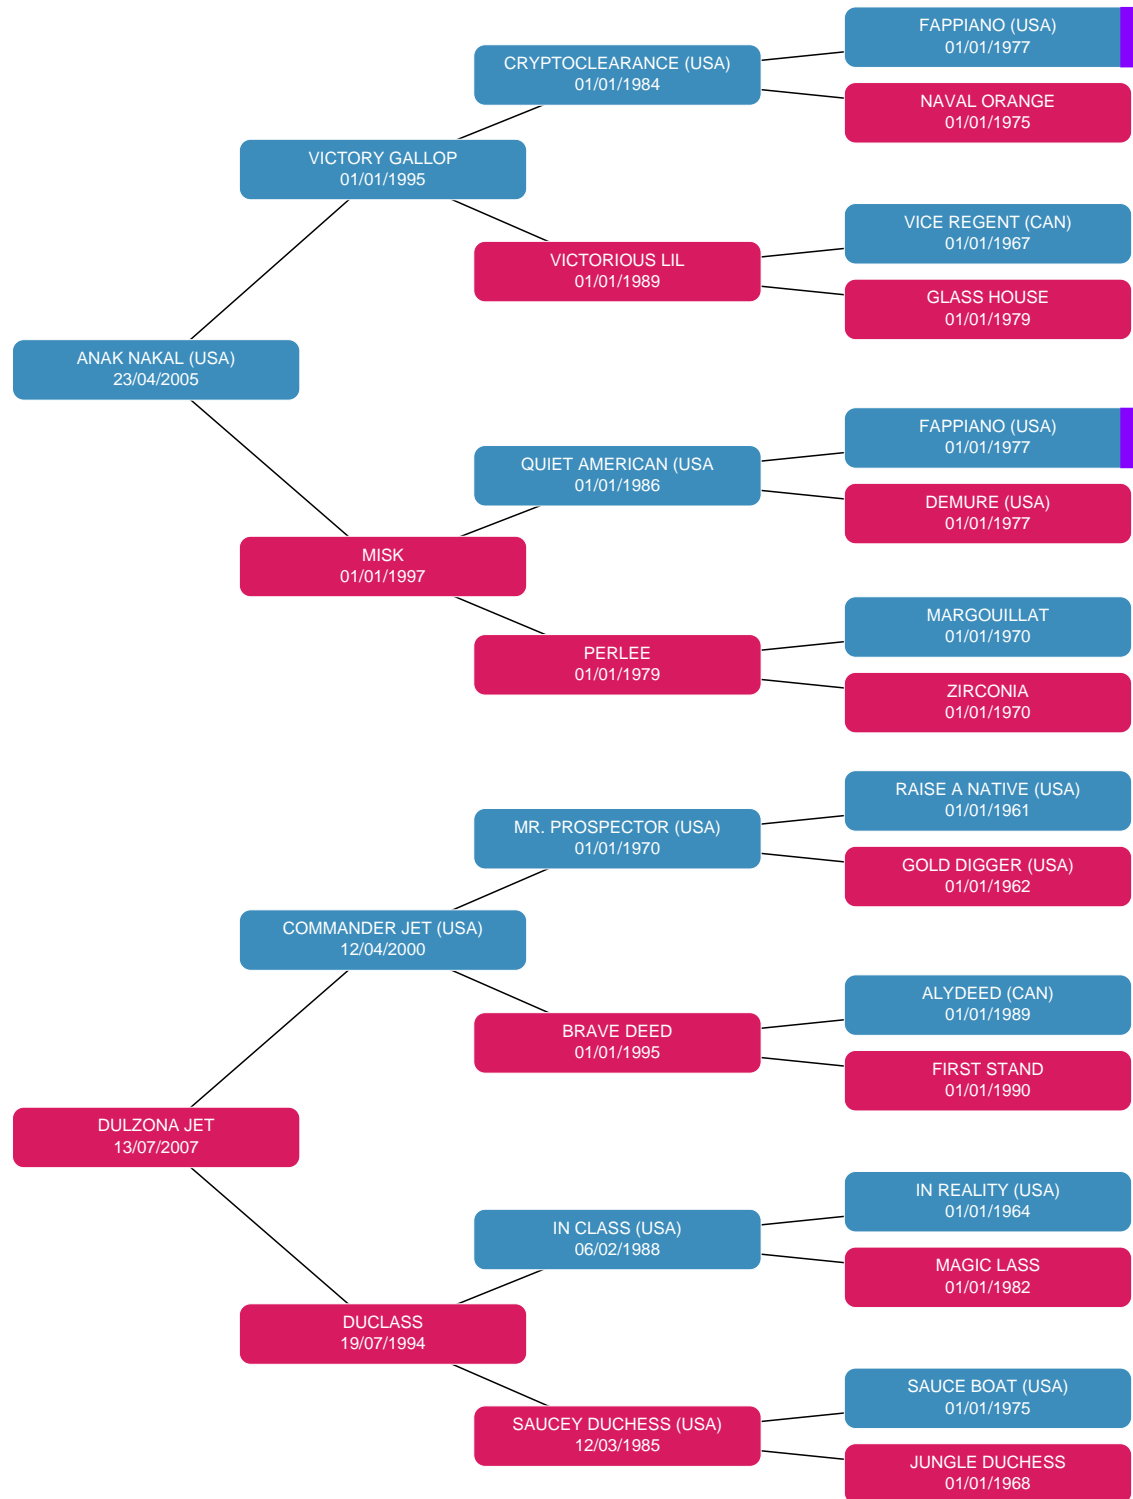 FAPPIANO (USA)
01/01/1977
CRYPTOCLEARANCE (USA)
01/01/1984
NAVAL ORANGE
01/01/1975
VICTORY GALLOP
01/01/1995
VICE REGENT (CAN)
01/01/1967
VICTORIOUS LIL
01/01/1989
GLASS HOUSE
01/01/1979
ANAK NAKAL (USA)
23/04/2005
FAPPIANO (USA)
01/01/1977
QUIET AMERICAN (USA
01/01/1986
DEMURE (USA)
01/01/1977
MISK
01/01/1997
MARGOUILLAT
01/01/1970
PERLEE
01/01/1979
ZIRCONIA
01/01/1970
RAISE A NATIVE (USA)
01/01/1961
MR. PROSPECTOR (USA)
01/01/1970
GOLD DIGGER (USA)
01/01/1962
COMMANDER JET (USA)
12/04/2000
ALYDEED (CAN)
01/01/1989
BRAVE DEED
01/01/1995
FIRST STAND
01/01/1990
DULZONA JET
13/07/2007
IN REALITY (USA)
01/01/1964
IN CLASS (USA)
06/02/1988
MAGIC LASS
01/01/1982
DUCLASS
19/07/1994
SAUCE BOAT (USA)
01/01/1975
SAUCEY DUCHESS (USA)
12/03/1985
JUNGLE DUCHESS
01/01/1968